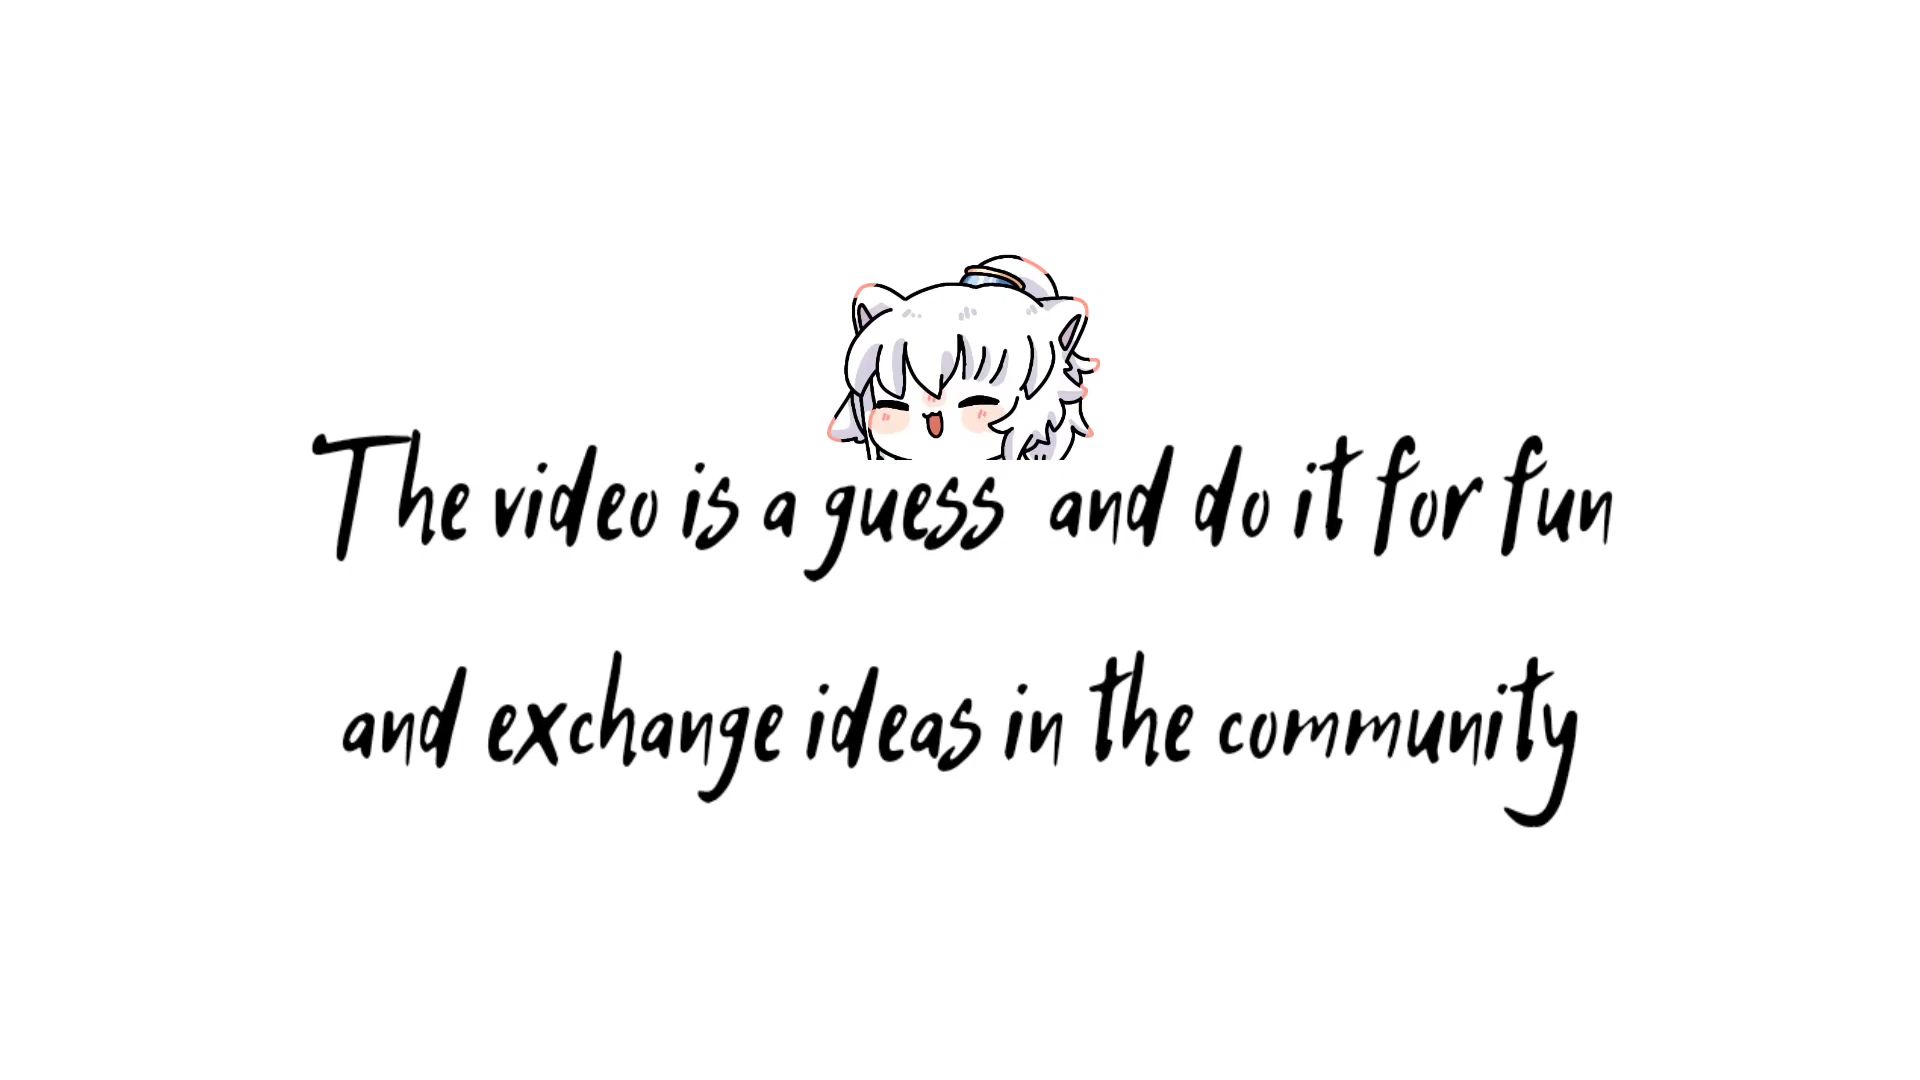 The video is a guess and do it for fun
and exchange ideas in the community